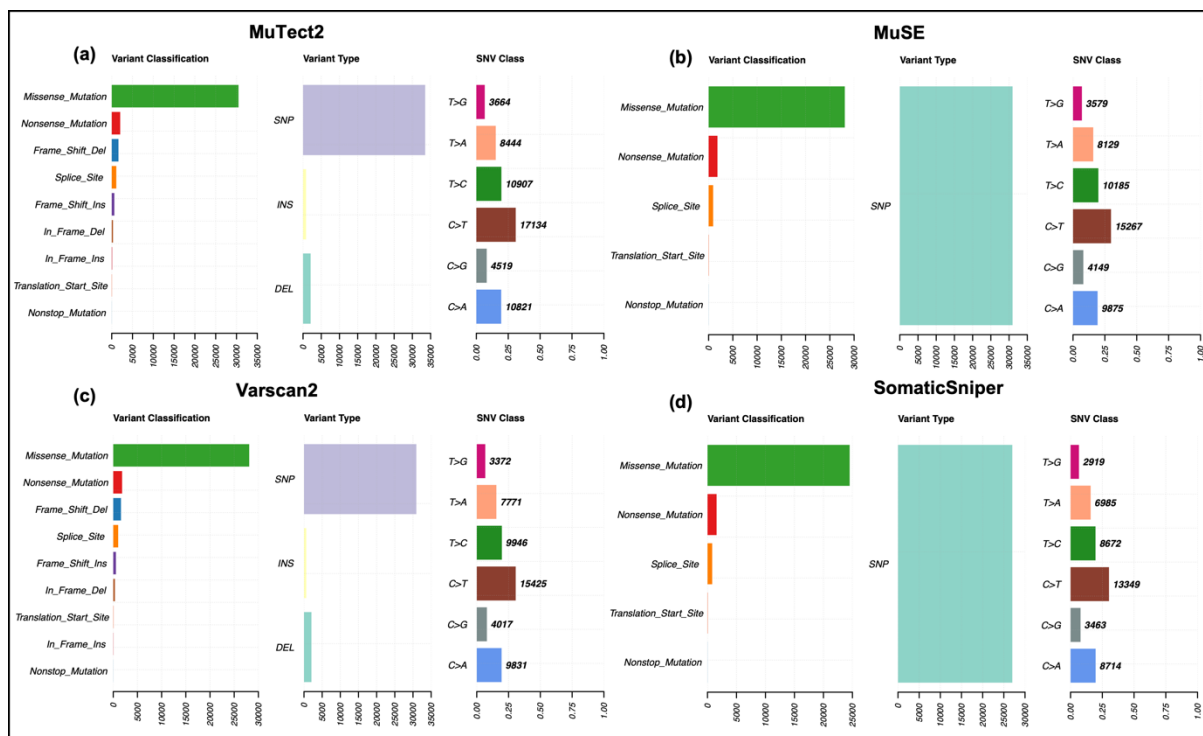 MuTect2
(a)
Variant Classification
Missense_Mutation
Nonsense_Mutation
Frame_Shift_Del
Splice_Site
Frame_Shift_Ins
In_Frame_Del
In_Frame_Ins
Translation_Start_Site
Nonstop_Mutation
0 5000 10000 15000 20000 25000 30000 35000
Variant Type
SNP
INS
DEL
0 5000 10000 15000 20000 25000 30000 35000
SNV Class
T>G 3664
T>A 8444
T>C 10907
C>T 17134
C>G 4519
C>A 10821
0.00 0.25 0.50 0.75 1.00
MuSE
(b)
Variant Classification
Missense_Mutation
Nonsense_Mutation
Splice_Site
Translation_Start_Site
Nonstop_Mutation
0 5000 10000 15000 20000 25000 30000
Variant Type
SNP
0 5000 10000 15000 20000 25000 30000 35000
SNV Class
T>G 3579
T>A 8129
T>C 10185
C>T 15267
C>G 4149
C>A 9875
0.00 0.25 0.50 0.75 1.00
Varscan2
(c)
Variant Classification
Missense_Mutation
Nonsense_Mutation
Frame_Shift_Del
Splice_Site
Frame_Shift_Ins
In_Frame_Del
Translation_Start_Site
In_Frame_Ins
Nonstop_Mutation
0 5000 10000 15000 20000 25000 30000
Variant Type
SNP
INS
DEL
0 5000 10000 15000 20000 25000 30000 35000
SNV Class
T>G 3372
T>A 7771
T>C 9946
C>T 15425
C>G 4017
C>A 9831
0.00 0.25 0.50 0.75 1.00
SomaticSniper
(d)
Variant Classification
Missense_Mutation
Nonsense_Mutation
Splice_Site
Translation_Start_Site
Nonstop_Mutation
0 5000 10000 15000 20000 25000
Variant Type
SNP
0 5000 10000 15000 20000 25000 30000
SNV Class
T>G 2919
T>A 6985
T>C 8672
C>T 13349
C>G 3463
C>A 8714
0.00 0.25 0.50 0.75 1.00